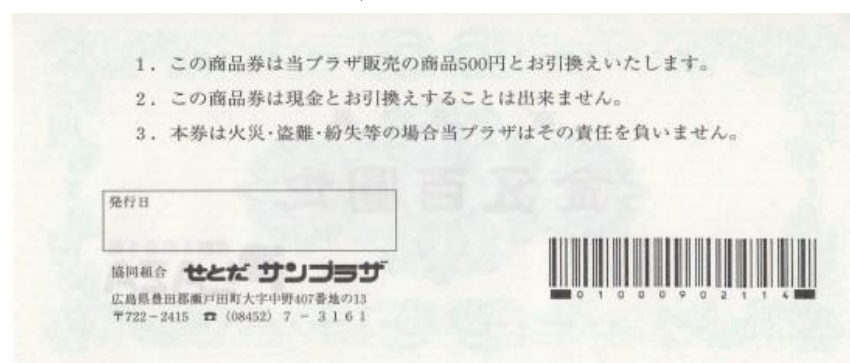 1. この商品券は当プラザ販売の商品500円とお引換えいたします。
2. この商品券は現金とお引換えすることは出来ません。
3. 本券は火災・盗難・紛失等の場合当プラザはその責任を負いません。
発行日
協同組合 せとだ サンプラザ
広島県豊田郡瀬戸田町大字中野407番地の13
〒722-2415 ☎ (08452) 7-3161
01000902114